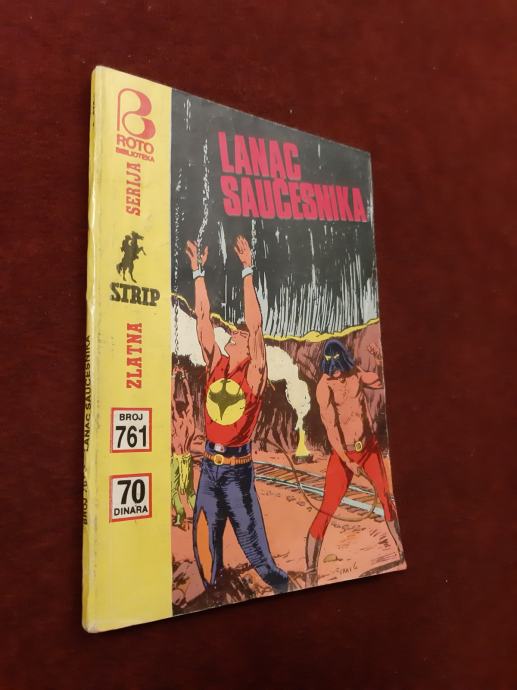 ROTO
BIBLIOTEKA
ZLATNA SERIJA
STRIP
BROJ
761
70
DINARA
LANAC
SAUČESNIKA
LANAC SAUČESNIKA